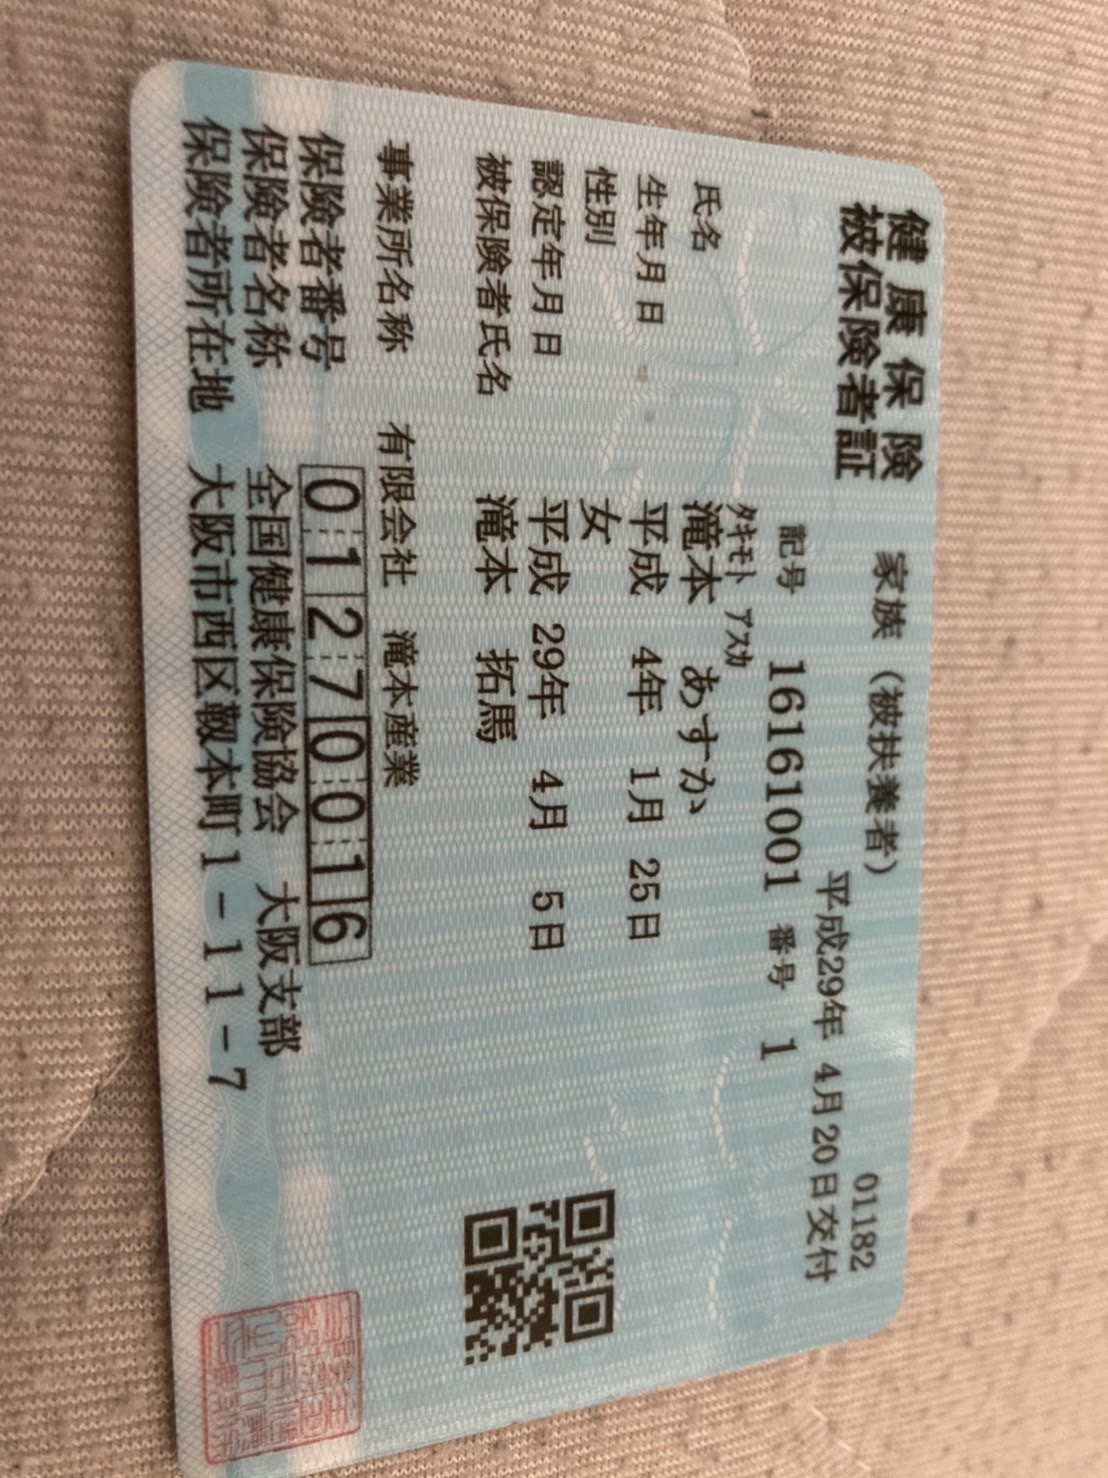 健康保険 被保険者証
家族（被扶養者）
01182
平成29年 4月20日交付
記号 16161001 番号 1
ﾀｷﾓﾄ ｱｽｶ
氏名 滝本 あすか
生年月日 平成 4年 1月 25日
性別 女
認定年月日 平成 29年 4月 5日
被保険者氏名 滝本 拓馬
事業所名称 有限会社 滝本産業
保険者番号 01270016
保険者名称 全国健康保険協会 大阪支部
保険者所在地 大阪市西区靱本町1-11-7